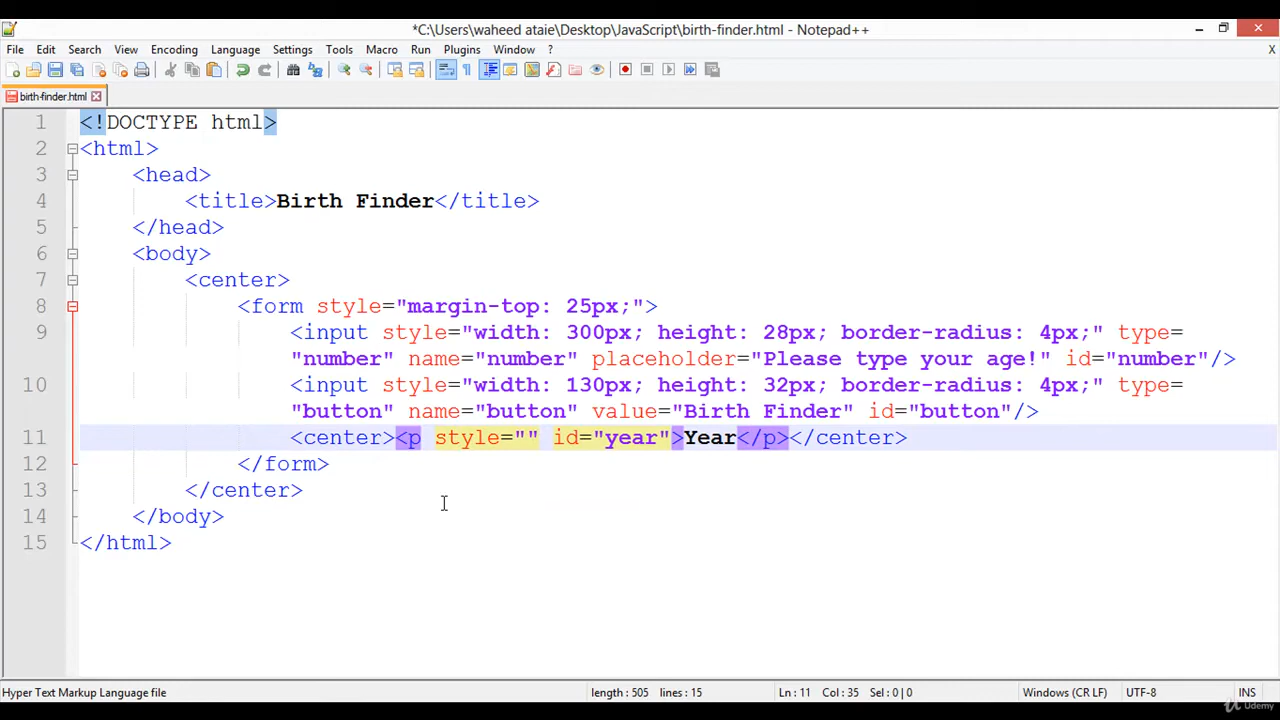 *C:\Users\waheed ataie\Desktop\JavaScript\birth-finder.html - Notepad++
File Edit Search View Encoding Language Settings Tools Macro Run Plugins Window ? X
birth-finder.html
1 <!DOCTYPE html>
2 <html>
3 <head>
4 <title>Birth Finder</title>
5 </head>
6 <body>
7 <center>
8 <form style="margin-top: 25px;">
9 <input style="width: 300px; height: 28px; border-radius: 4px;" type=
"number" name="number" placeholder="Please type your age!" id="number"/>
10 <input style="width: 130px; height: 32px; border-radius: 4px;" type=
"button" name="button" value="Birth Finder" id="button"/>
11 <center><p style="" id="year">Year</p></center>
12 </form>
13 </center>
14 </body>
15 </html>
Hyper Text Markup Language file length : 505 lines : 15 Ln : 11 Col : 35 Sel : 0 | 0 Windows (CR LF) UTF-8 INS
Udemy